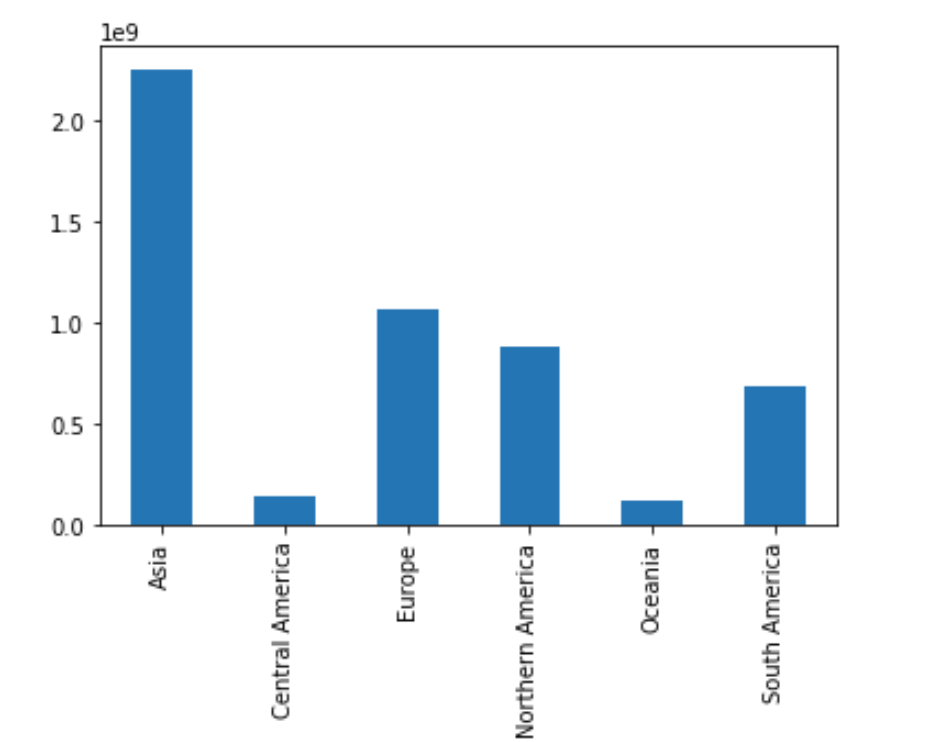 1e9
2.0
1.5
1.0
0.5
0.0
Asia
Central America
Europe
Northern America
Oceania
South America